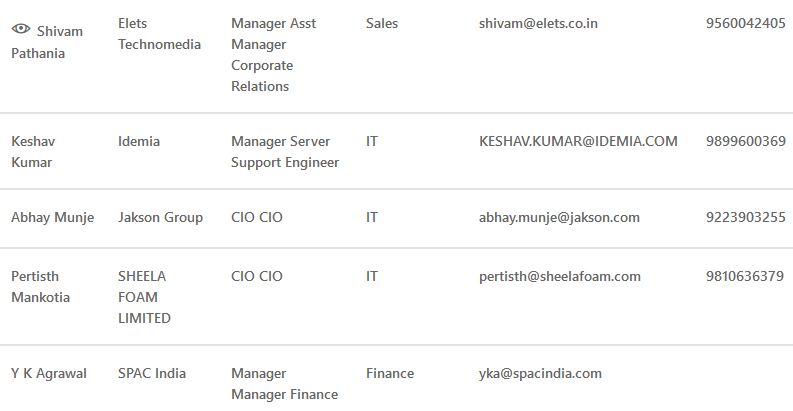 Shivam Pathania Elets Technomedia Manager Asst Manager Corporate Relations Sales shivam@elets.co.in 9560042405
Keshav Kumar Idemia Manager Server Support Engineer IT KESHAV.KUMAR@IDEMIA.COM 9899600369
Abhay Munje Jakson Group CIO CIO IT abhay.munje@jakson.com 9223903255
Pertisth Mankotia SHEELA FOAM LIMITED CIO CIO IT pertisth@sheelafoam.com 9810636379
Y K Agrawal SPAC India Manager Manager Finance Finance yka@spacindia.com